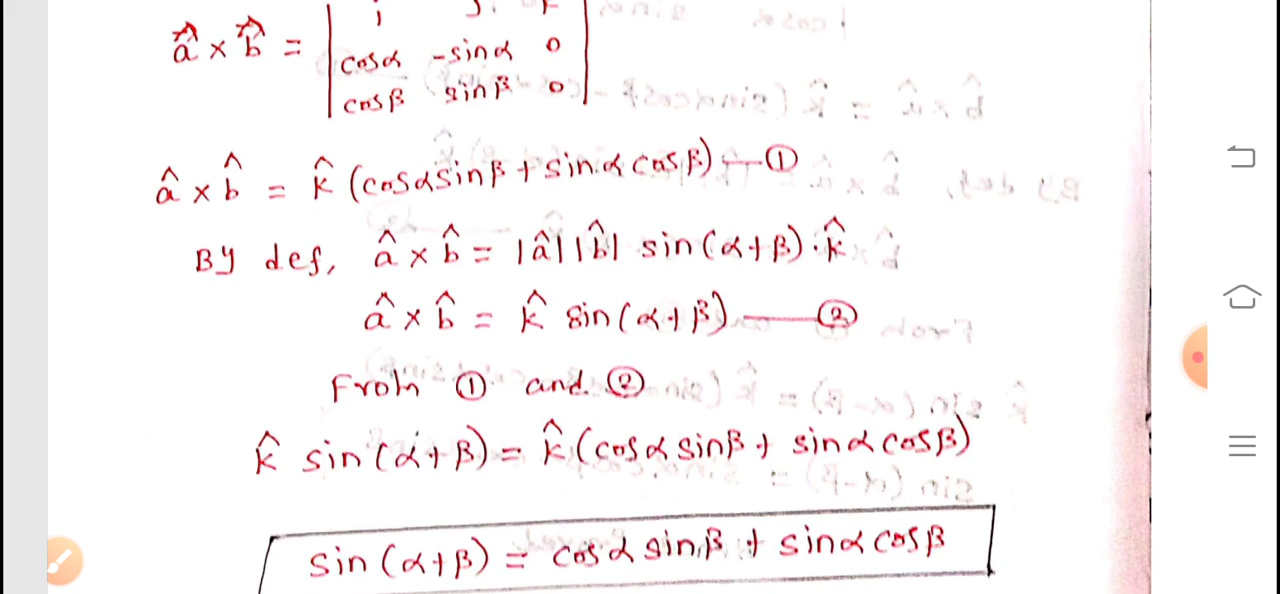 â × b̂ = | i j k |
| cosα -sinα 0 |
| cosβ sinβ 0 |
â × b̂ = k̂ (cosα sinβ + sinα cosβ) — ①
By def, â × b̂ = |â||b̂| sin(α+β)·k̂
â × b̂ = k̂ sin(α+β) — ②
From ① and ②
k̂ sin(α+β) = k̂ (cosα sinβ + sinα cosβ)
sin(α+β) = cosα sinβ + sinα cosβ